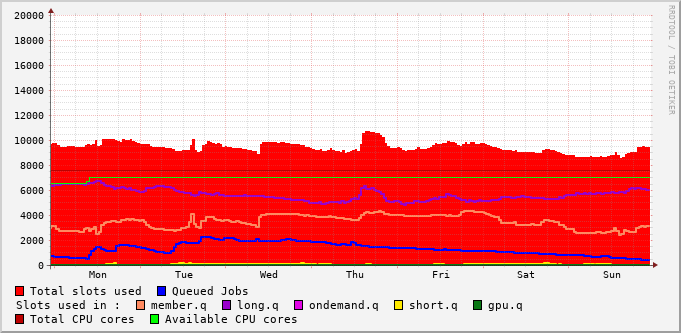 20000
18000
16000
14000
12000
10000
8000
6000
4000
2000
0
Mon Tue Wed Thu Fri Sat Sun
Total slots used Queued Jobs
Slots used in : member.q long.q ondemand.q short.q gpu.q
Total CPU cores Available CPU cores
RRDTOOL / TOBI OETIKER